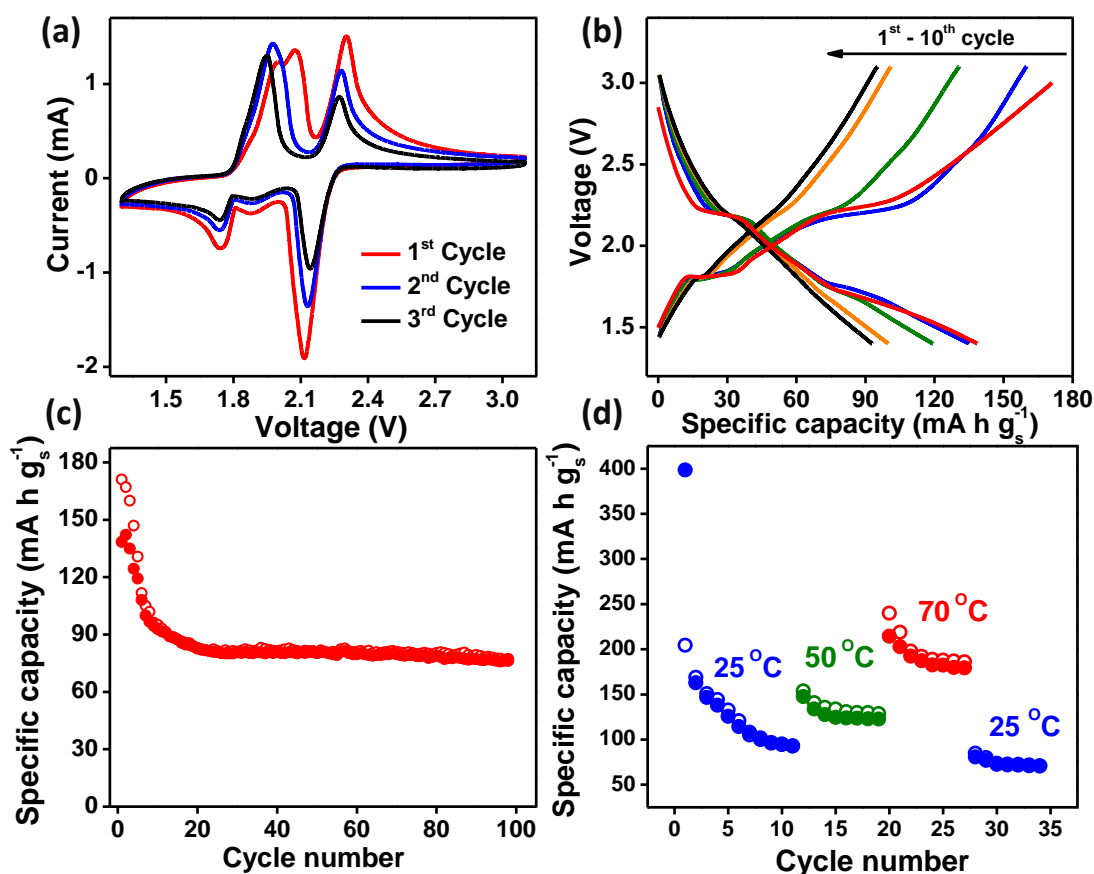 (a)
Current (mA)
1
0
-1
-2
1.5 1.8 2.1 2.4 2.7 3.0
Voltage (V)
1st Cycle
2nd Cycle
3rd Cycle
(b)
1st - 10th cycle
Voltage (V)
3.0
2.5
2.0
1.5
0 30 60 90 120 150 180
Specific capacity (mA h gs-1)
(c)
Specific capacity (mA h gs-1)
180
150
120
90
60
30
0
0 20 40 60 80 100
Cycle number
(d)
Specific capacity (mA h gs-1)
400
350
300
250
200
150
100
50
25 OC
50 OC
70 OC
25 OC
0 5 10 15 20 25 30 35
Cycle number